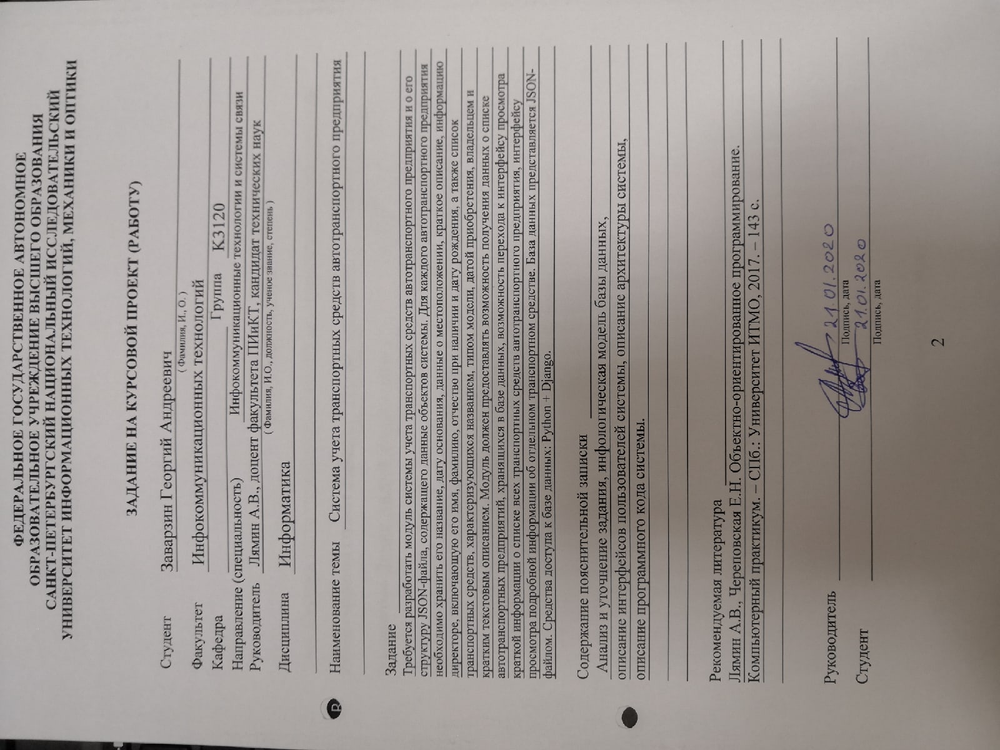 ФЕДЕРАЛЬНОЕ ГОСУДАРСТВЕННОЕ АВТОНОМНОЕ
ОБРАЗОВАТЕЛЬНОЕ УЧРЕЖДЕНИЕ ВЫСШЕГО ОБРАЗОВАНИЯ
САНКТ-ПЕТЕРБУРГСКИЙ НАЦИОНАЛЬНЫЙ ИССЛЕДОВАТЕЛЬСКИЙ
УНИВЕРСИТЕТ ИНФОРМАЦИОННЫХ ТЕХНОЛОГИЙ, МЕХАНИКИ И ОПТИКИ
ЗАДАНИЕ НА КУРСОВОЙ ПРОЕКТ (РАБОТУ)
Студент Заварзин Георгий Андреевич
( Фамилия, И., О. )
Факультет Инфокоммуникационных технологий
Кафедра Группа К3120
Направление (специальность) Инфокоммуникационные технологии и системы связи
Руководитель Лямин А.В., доцент факультета ПИиКТ, кандидат технических наук
( Фамилия, И.О., должность, ученое звание, степень )
Дисциплина Информатика
Наименование темы Система учета транспортных средств автотранспортного предприятия
Задание
Требуется разработать модуль системы учета транспортных средств автотранспортного предприятия и о его
структуру JSON-файла, содержащего данные объектов системы. Для каждого автотранспортного предприятия
необходимо хранить его название, дату основания, данные о местоположении, краткое описание, информацию
директоре, включающую его имя, фамилию, отчество при наличии и дату рождения, а также список
транспортных средств, характеризующихся названием, типом модели, датой приобретения, владельцем и
кратким текстовым описанием. Модуль должен предоставлять возможность получения данных о списке
автотранспортных предприятий, хранящихся в базе данных, возможность перехода к интерфейсу просмотра
краткой информации о списке всех транспортных средств автотранспортного предприятия, интерфейсу
просмотра подробной информации об отдельном транспортном средстве. База данных представляется JSON-
файлом. Средства доступа к базе данных: Python + Django.
Содержание пояснительной записки
Анализ и уточнение задания, инфологическая модель базы данных,
описание интерфейсов пользователей системы, описание архитектуры системы,
описание программного кода системы.
Рекомендуемая литература
Лямин А.В., Череповская Е.Н. Объектно-ориентированное программирование.
Компьютерный практикум. – СПб.: Университет ИТМО, 2017. – 143 с.
Руководитель 21.01.2020
Подпись, дата
Студент 21.01.2020
Подпись, дата
2